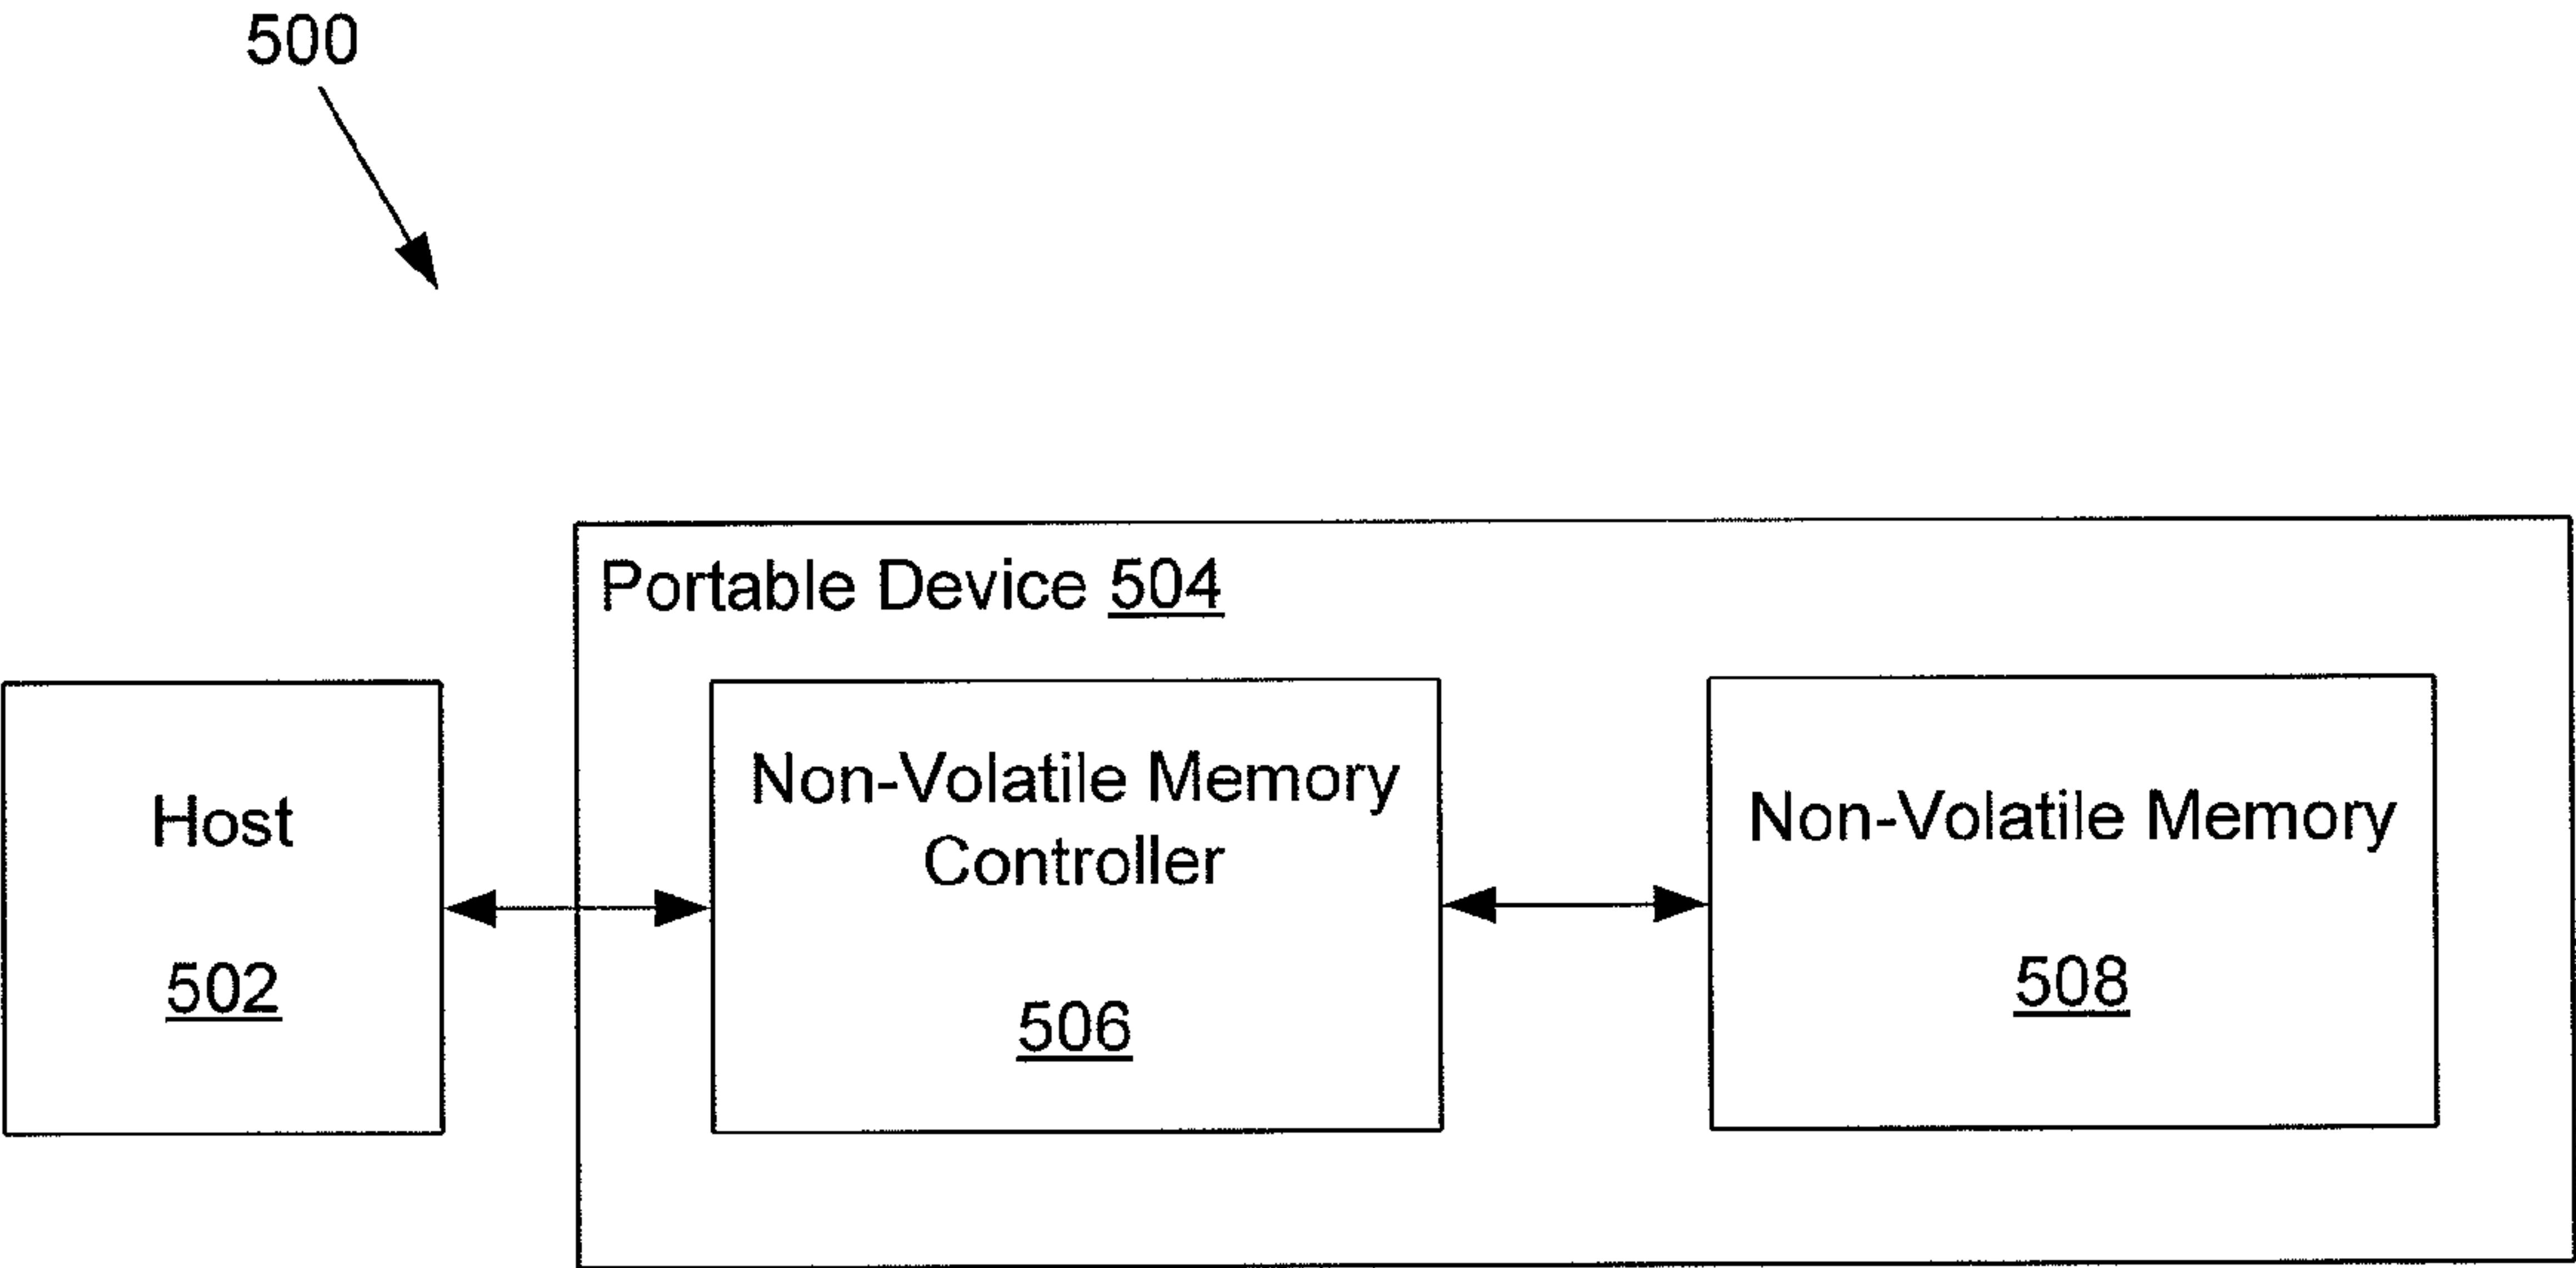 500
Portable Device 504
Host
502
Non-Volatile Memory
Controller
506
Non-Volatile Memory
508